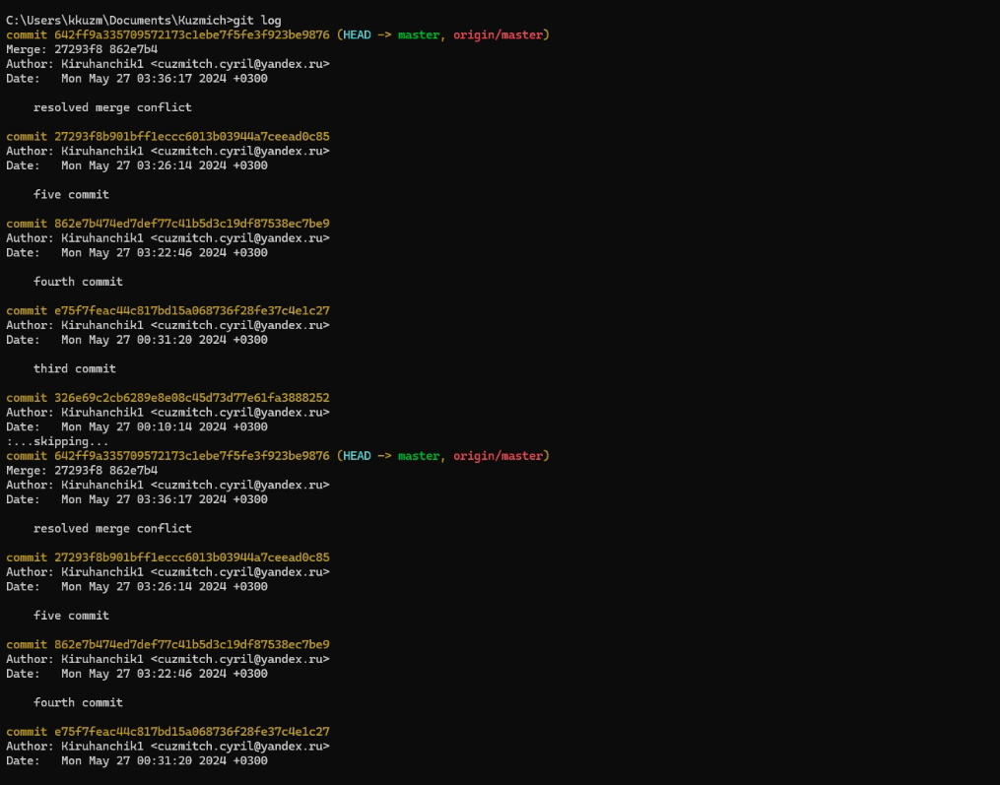 C:\Users\kkuzm\Documents\Kuzmich>git log
commit 642ff9a335709572173c1ebe7f5fe3f923be9876 (HEAD -> master, origin/master)
Merge: 27293f8 862e7b4
Author: Kiruhanchik1 <cuzmitch.cyril@yandex.ru>
Date:   Mon May 27 03:36:17 2024 +0300
    resolved merge conflict
commit 27293f8b901bff1eccc6013b03944a7ceead0c85
Author: Kiruhanchik1 <cuzmitch.cyril@yandex.ru>
Date:   Mon May 27 03:26:14 2024 +0300
    five commit
commit 862e7b474ed7def77c41b5d3c19df87538ec7be9
Author: Kiruhanchik1 <cuzmitch.cyril@yandex.ru>
Date:   Mon May 27 03:22:46 2024 +0300
    fourth commit
commit e75f7feac44c817bd15a068736f28fe37c4e1c27
Author: Kiruhanchik1 <cuzmitch.cyril@yandex.ru>
Date:   Mon May 27 00:31:20 2024 +0300
    third commit
commit 326e69c2cb6289e8e08c45d73d77e61fa3888252
Author: Kiruhanchik1 <cuzmitch.cyril@yandex.ru>
Date:   Mon May 27 00:10:14 2024 +0300
:...skipping...
commit 642ff9a335709572173c1ebe7f5fe3f923be9876 (HEAD -> master, origin/master)
Merge: 27293f8 862e7b4
Author: Kiruhanchik1 <cuzmitch.cyril@yandex.ru>
Date:   Mon May 27 03:36:17 2024 +0300
    resolved merge conflict
commit 27293f8b901bff1eccc6013b03944a7ceead0c85
Author: Kiruhanchik1 <cuzmitch.cyril@yandex.ru>
Date:   Mon May 27 03:26:14 2024 +0300
    five commit
commit 862e7b474ed7def77c41b5d3c19df87538ec7be9
Author: Kiruhanchik1 <cuzmitch.cyril@yandex.ru>
Date:   Mon May 27 03:22:46 2024 +0300
    fourth commit
commit e75f7feac44c817bd15a068736f28fe37c4e1c27
Author: Kiruhanchik1 <cuzmitch.cyril@yandex.ru>
Date:   Mon May 27 00:31:20 2024 +0300